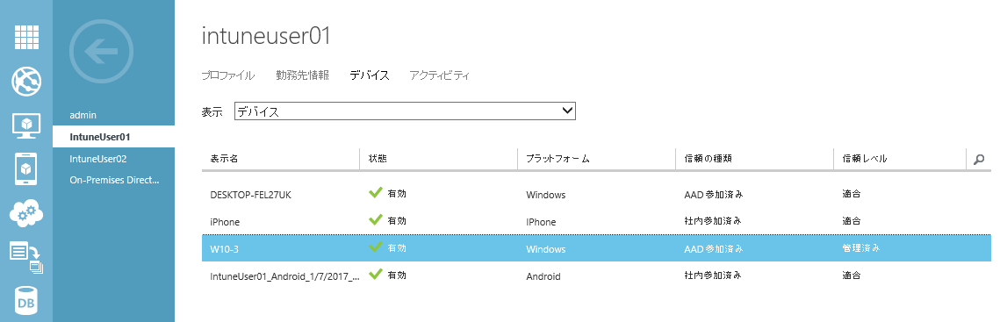 intuneuser01
プロファイル 勤務先情報 デバイス アクティビティ
表示 デバイス
admin
IntuneUser01
IntuneUser02
On-Premises Direct...
表示名 状態 プラットフォーム 信頼の種類 信頼レベル
DESKTOP-FEL27UK 有効 Windows AAD 参加済み 適合
iPhone 有効 IPhone 社内参加済み 適合
W10-3 有効 Windows AAD 参加済み 管理済み
IntuneUser01_Android_1/7/2017_... 有効 Android 社内参加済み 適合
DB